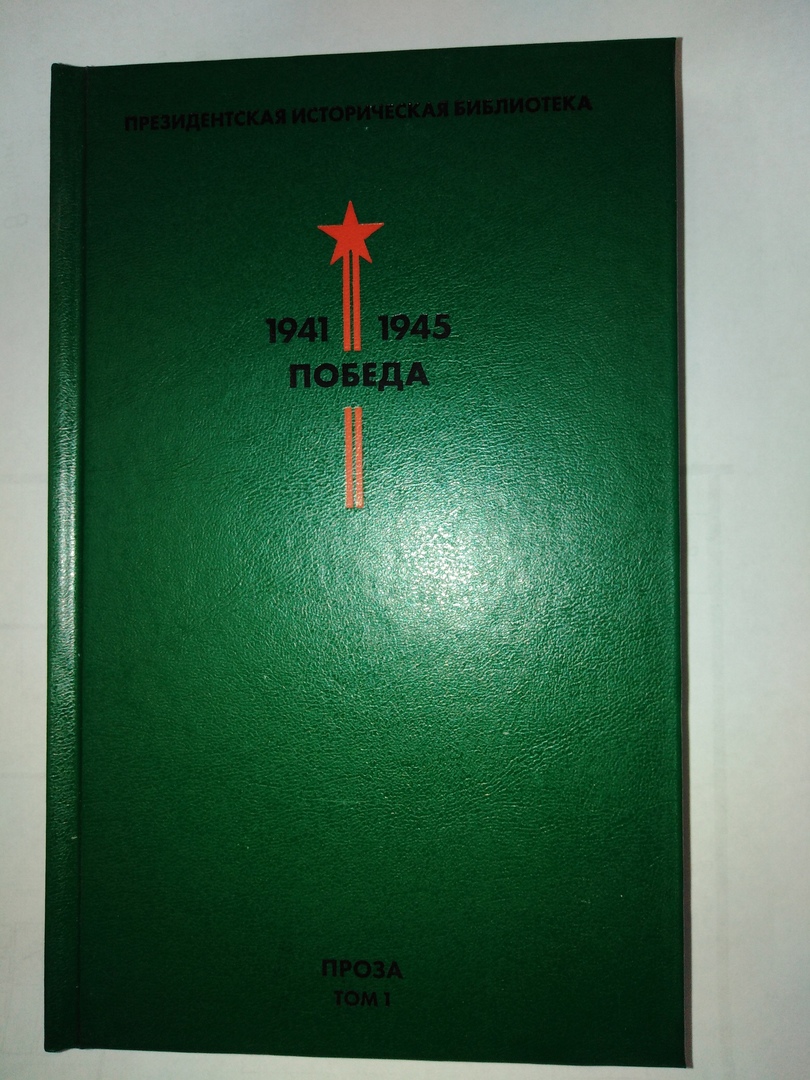 ПРЕЗИДЕНТСКАЯ ИСТОРИЧЕСКАЯ БИБЛИОТЕКА
1941 1945
ПОБЕДА
ПРОЗА
ТОМ 1